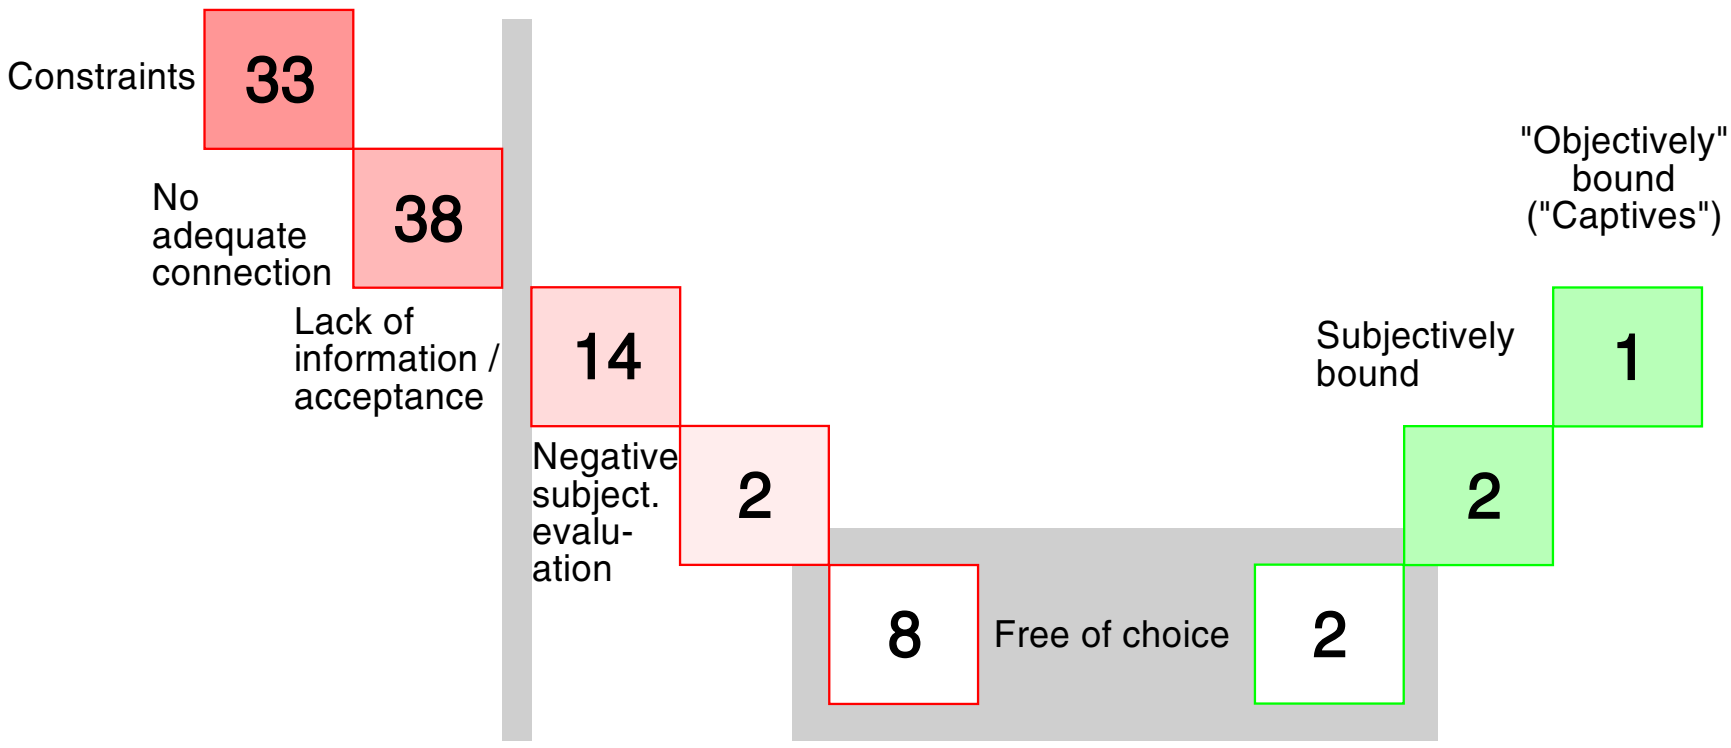 Constraints
33
No
adequate
connection
38
Lack of
information /
acceptance
14
Negative
subject.
evalu-
ation
2
8
Free of choice
2
Subjectively
bound
2
"Objectively"
bound
("Captives")
1